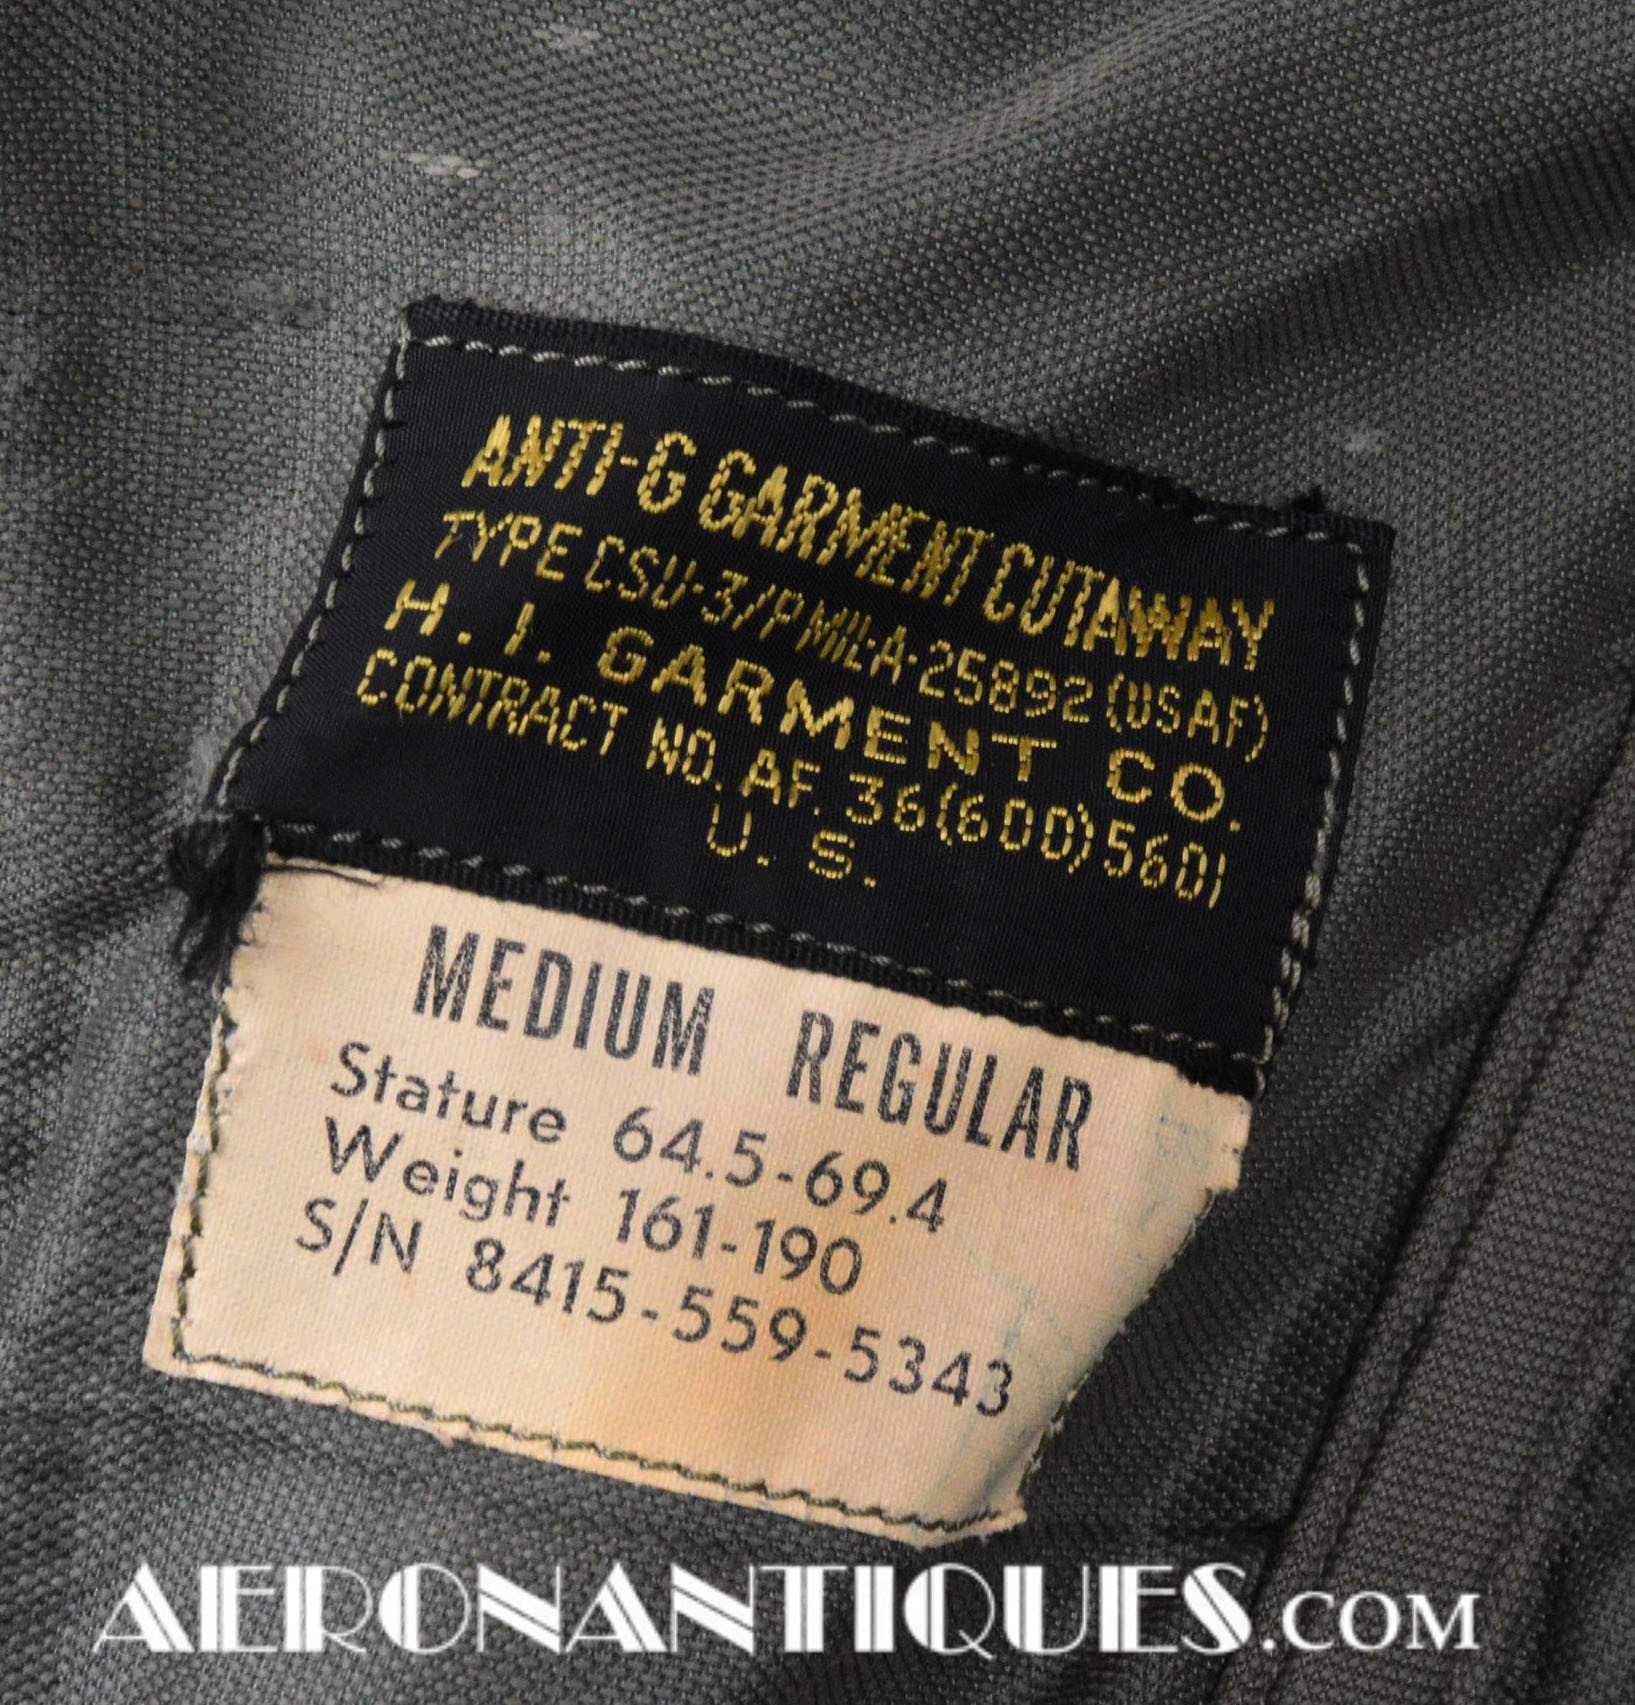 ANTI-G GARMENT CUTAWAY
TYPE CSU-3/P MIL-A-25892 (USAF)
H. I. GARMENT CO.
CONTRACT NO. AF. 36(600)5601
U. S.
MEDIUM REGULAR
Stature 64.5-69.4
Weight 161-190
S/N 8415-559-5343
AERONANTIQUES.COM